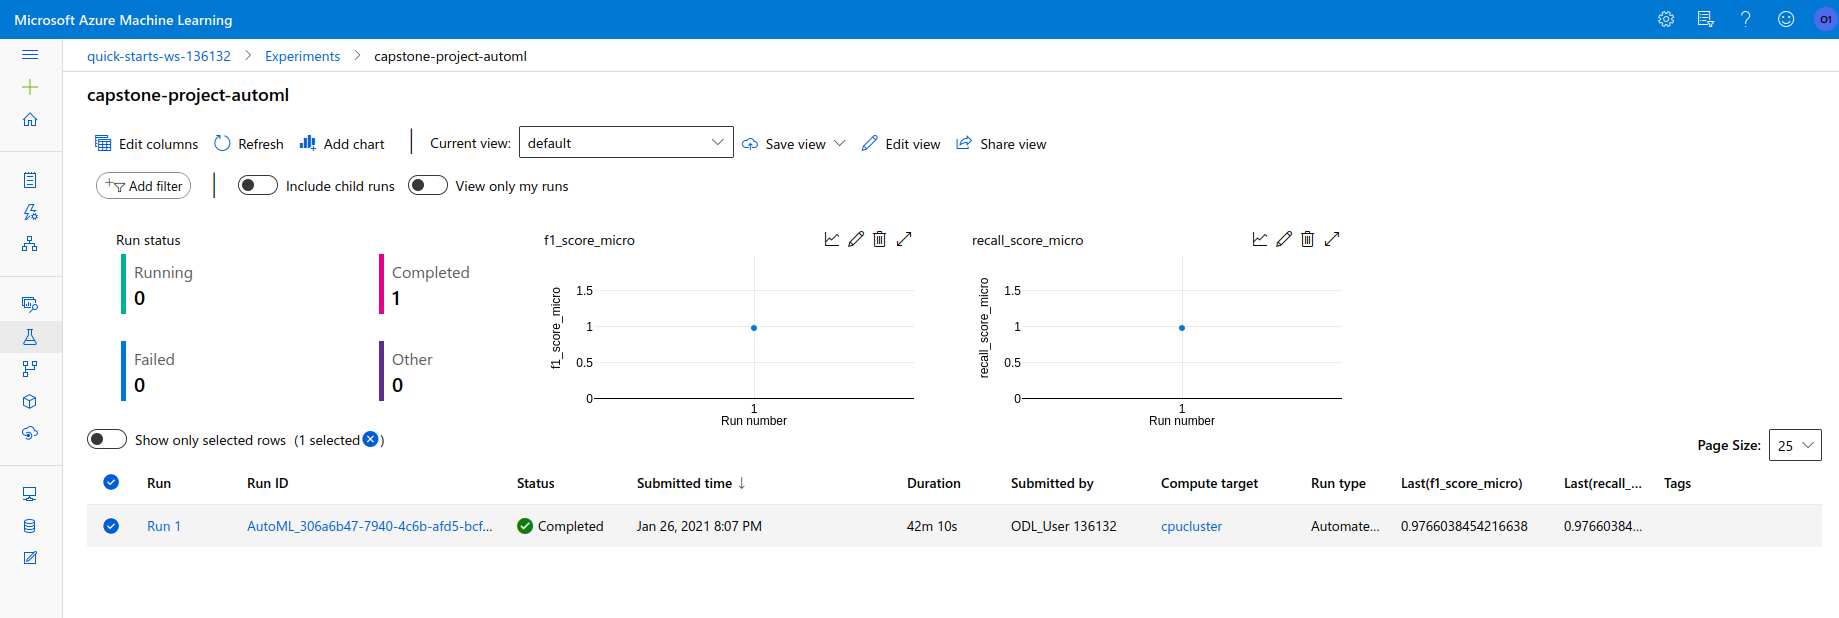 Microsoft Azure Machine Learning
O1
quick-starts-ws-136132 > Experiments > capstone-project-automl
capstone-project-automl
Edit columns Refresh Add chart Current view: default Save view Edit view Share view
Add filter Include child runs View only my runs
Run status
Running
0
Completed
1
Failed
0
Other
0
f1_score_micro
f1_score_micro
1.5
1
0.5
0
1
Run number
recall_score_micro
recall_score_micro
1.5
1
0.5
0
1
Run number
Show only selected rows (1 selected )
Page Size: 25
Run Run ID Status Submitted time ↓ Duration Submitted by Compute target Run type Last(f1_score_micro) Last(recall_... Tags
Run 1 AutoML_306a6b47-7940-4c6b-afd5-bcf... Completed Jan 26, 2021 8:07 PM 42m 10s ODL_User 136132 cpucluster Automate... 0.9766038454216638 0.97660384...